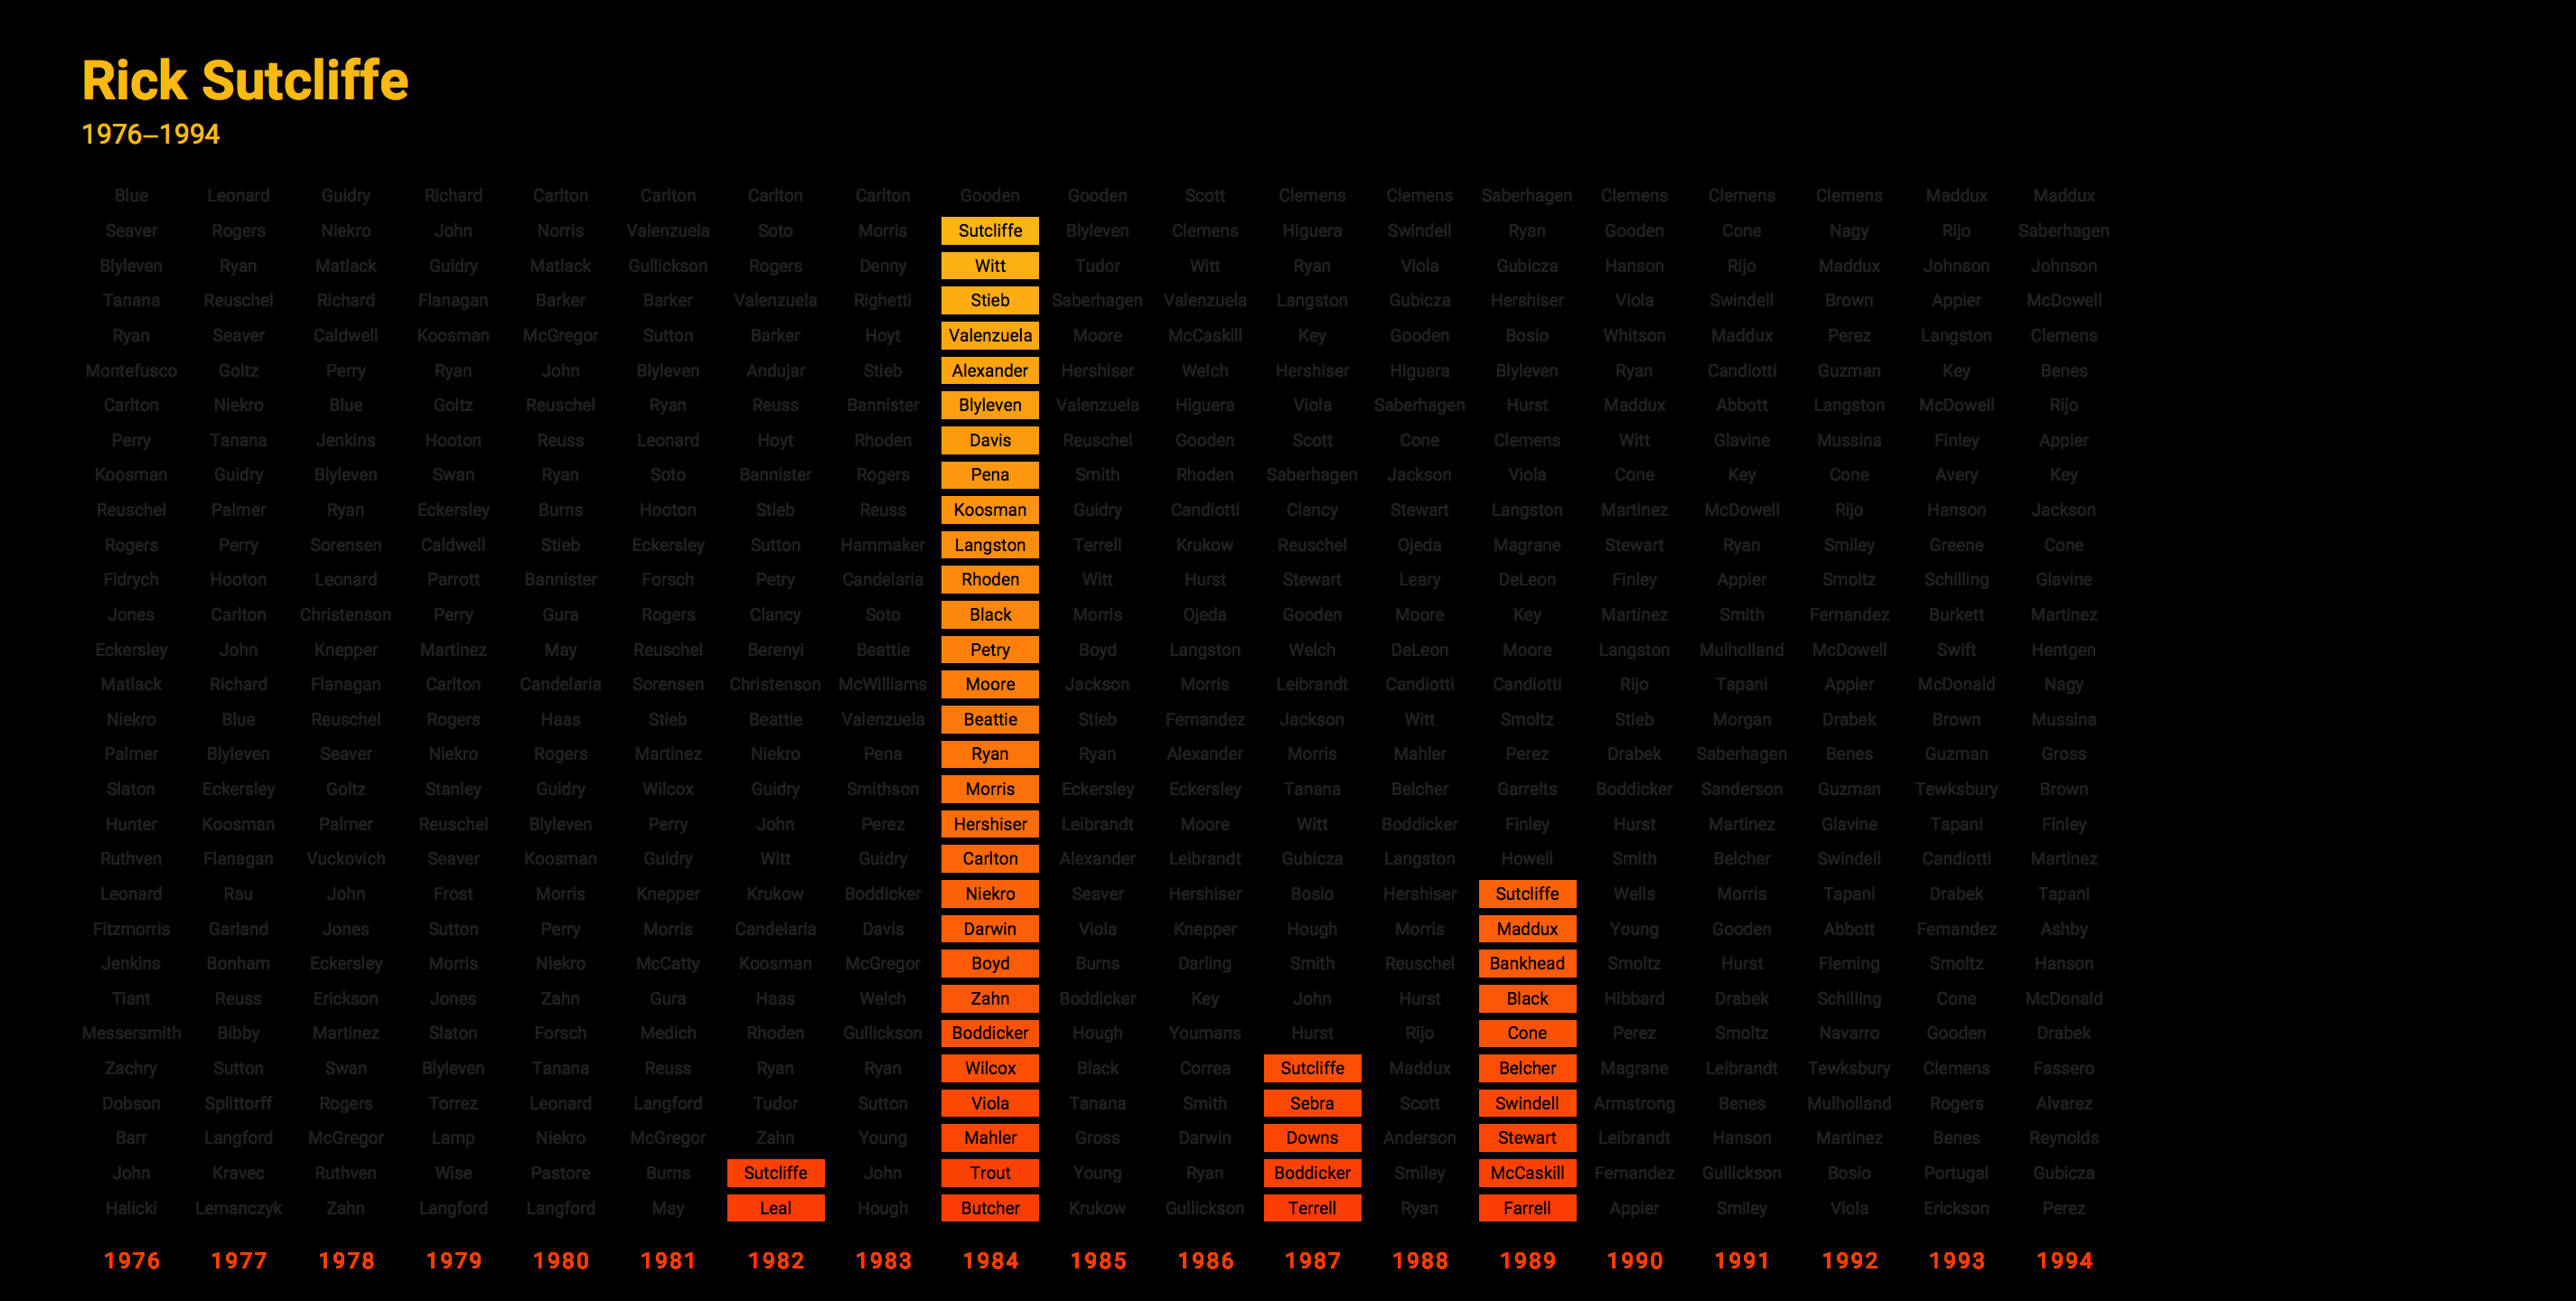 Rick Sutcliffe
1976–1994
Blue Leonard Guidry Richard Carlton Carlton Carlton Carlton Gooden Gooden Scott Clemens Clemens Saberhagen Clemens Clemens Clemens Maddux Maddux
Seaver Rogers Niekro John Norris Valenzuela Soto Morris Sutcliffe Blyleven Clemens Higuera Swindell Ryan Gooden Cone Nagy Rijo Saberhagen
Blyleven Ryan Matlack Guidry Matlack Gullickson Rogers Denny Witt Tudor Witt Ryan Viola Gubicza Hanson Rijo Maddux Johnson Johnson
Tanana Reuschel Richard Flanagan Barker Barker Valenzuela Righetti Stieb Saberhagen Valenzuela Langston Gubicza Hershiser Viola Swindell Brown Appier McDowell
Ryan Seaver Caldwell Koosman McGregor Sutton Barker Hoyt Valenzuela Moore McCaskill Key Gooden Bosio Whitson Maddux Perez Langston Clemens
Montefusco Goltz Perry Ryan John Blyleven Andujar Stieb Alexander Hershiser Welch Hershiser Higuera Blyleven Ryan Candiotti Guzman Key Benes
Carlton Niekro Blue Goltz Reuschel Ryan Reuss Bannister Blyleven Valenzuela Higuera Viola Saberhagen Hurst Maddux Abbott Langston McDowell Rijo
Perry Tanana Jenkins Hooton Reuss Leonard Hoyt Rhoden Davis Reuschel Gooden Scott Cone Clemens Witt Glavine Mussina Finley Appier
Koosman Guidry Blyleven Swan Ryan Soto Bannister Rogers Pena Smith Rhoden Saberhagen Jackson Viola Cone Key Cone Avery Key
Reuschel Palmer Ryan Eckersley Burns Hooton Stieb Reuss Koosman Guidry Candiotti Clancy Stewart Langston Martinez McDowell Rijo Hanson Jackson
Rogers Perry Sorensen Caldwell Stieb Eckersley Sutton Hammaker Langston Terrell Krukow Reuschel Ojeda Magrane Stewart Ryan Smiley Greene Cone
Fidrych Hooton Leonard Parrott Bannister Forsch Petry Candelaria Rhoden Witt Hurst Stewart Leary DeLeon Finley Appier Smoltz Schilling Glavine
Jones Carlton Christenson Perry Gura Rogers Clancy Soto Black Morris Ojeda Gooden Moore Key Martinez Smith Fernandez Burkett Martinez
Eckersley John Knepper Martinez May Reuschel Berenyi Beattie Petry Boyd Langston Welch DeLeon Moore Langston Mulholland McDowell Swift Hentgen
Matlack Richard Flanagan Carlton Candelaria Sorensen Christenson McWilliams Moore Jackson Morris Leibrandt Candiotti Candiotti Rijo Tapani Appier McDonald Nagy
Niekro Blue Reuschel Rogers Haas Stieb Beattie Valenzuela Beattie Stieb Fernandez Jackson Witt Smoltz Stieb Morgan Drabek Brown Mussina
Palmer Blyleven Seaver Niekro Rogers Martinez Niekro Pena Ryan Ryan Alexander Morris Mahler Perez Drabek Saberhagen Benes Guzman Gross
Slaton Eckersley Goltz Stanley Guidry Wilcox Guidry Smithson Morris Eckersley Eckersley Tanana Belcher Garrelts Boddicker Sanderson Guzman Tewksbury Brown
Hunter Koosman Palmer Reuschel Blyleven Perry John Perez Hershiser Leibrandt Moore Witt Boddicker Finley Hurst Martinez Glavine Tapani Finley
Ruthven Flanagan Vuckovich Seaver Koosman Guidry Witt Guidry Carlton Alexander Leibrandt Gubicza Langston Howell Smith Belcher Swindell Candiotti Martinez
Leonard Rau John Frost Morris Knepper Krukow Boddicker Niekro Seaver Hershiser Bosio Hershiser Sutcliffe Wells Morris Tapani Drabek Tapani
Fitzmorris Garland Jones Sutton Perry Morris Candelaria Davis Darwin Viola Knepper Hough Morris Maddux Young Gooden Abbott Fernandez Ashby
Jenkins Bonham Eckersley Morris Niekro McCatty Koosman McGregor Boyd Burns Darling Smith Reuschel Bankhead Smoltz Hurst Fleming Smoltz Hanson
Tiant Reuss Erickson Jones Zahn Gura Haas Welch Zahn Boddicker Key John Hurst Black Hibbard Drabek Schilling Cone McDonald
Messersmith Bibby Martinez Slaton Forsch Medich Rhoden Gullickson Boddicker Hough Youmans Hurst Rijo Cone Perez Smoltz Navarro Gooden Drabek
Zachry Sutton Swan Blyleven Tanana Reuss Ryan Ryan Wilcox Black Correa Sutcliffe Maddux Belcher Magrane Leibrandt Tewksbury Clemens Fassero
Dobson Splittorff Rogers Torrez Leonard Langford Tudor Sutton Viola Tanana Smith Sebra Scott Swindell Armstrong Benes Mulholland Rogers Alvarez
Barr Langford McGregor Lamp Niekro McGregor Zahn Young Mahler Gross Darwin Downs Anderson Stewart Leibrandt Hanson Martinez Benes Reynolds
John Kravec Ruthven Wise Pastore Burns Sutcliffe John Trout Young Ryan Boddicker Smiley McCaskill Fernandez Gullickson Bosio Portugal Gubicza
Halicki Lemanczyk Zahn Langford Langford May Leal Hough Butcher Krukow Gullickson Terrell Ryan Farrell Appier Smiley Viola Erickson Perez
1976 1977 1978 1979 1980 1981 1982 1983 1984 1985 1986 1987 1988 1989 1990 1991 1992 1993 1994